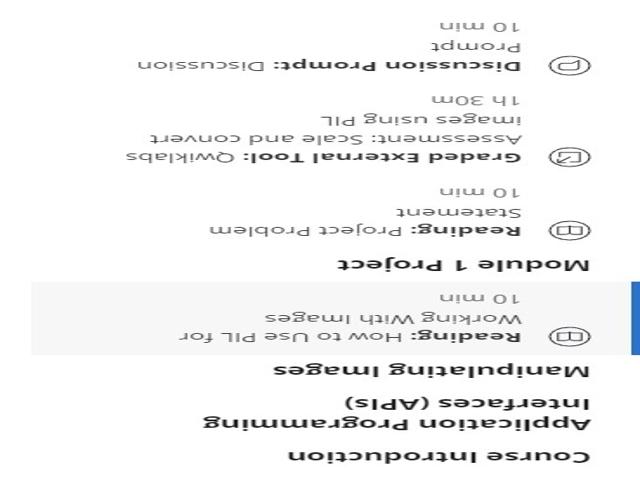 Course Introduction
Application Programming
Interfaces (APIs)
Manipulating Images
Reading: How to Use PIL for
Working With Images
10 min
Module 1 Project
Reading: Project Problem
Statement
10 min
Graded External Tool: Qwiklabs
Assessment: Scale and convert
images using PIL
1h 30m
Discussion Prompt: Discussion
Prompt
10 min